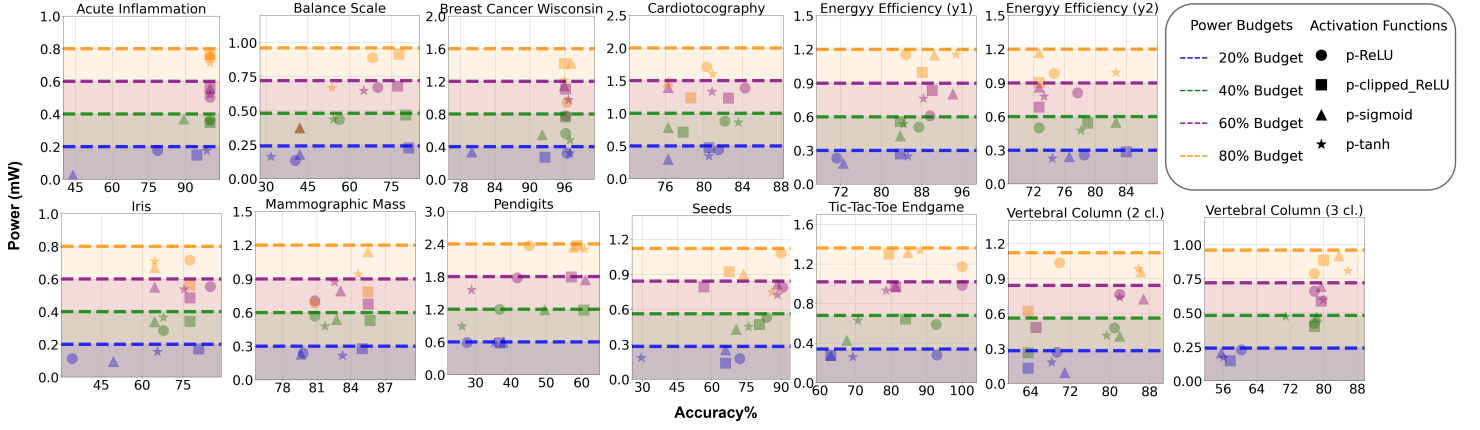 Acute Inflammation
1.0
0.8
0.6
0.4
0.2
0.0
45 60 75 90
Balance Scale
1.00
0.75
0.50
0.25
0.00
30 45 60 75
Breast Cancer Wisconsin
2.0
1.6
1.2
0.8
0.4
0.0
78 84 90 96
Cardiotocography
2.5
2.0
1.5
1.0
0.5
0.0
76 80 84 88
Energyy Efficiency (y1)
1.5
1.2
0.9
0.6
0.3
0.0
72 80 88 96
Energyy Efficiency (y2)
1.5
1.2
0.9
0.6
0.3
0.0
72 76 80 84
Power Budgets
20% Budget
40% Budget
60% Budget
80% Budget
Activation Functions
p-ReLU
p-clipped_ReLU
p-sigmoid
p-tanh
Power (mW)
Iris
1.0
0.8
0.6
0.4
0.2
0.0
45 60 75
Mammographic Mass
1.5
1.2
0.9
0.6
0.3
0.0
78 81 84 87
Pendigits
3.0
2.4
1.8
1.2
0.6
0.0
30 45 60
Seeds
1.2
0.9
0.6
0.3
0.0
30 45 60 75 90
Tic-Tac-Toe Endgame
1.6
1.2
0.8
0.4
0.0
60 70 80 90 100
Vertebral Column (2 cl.)
1.2
0.9
0.6
0.3
0.0
64 72 80 88
Vertebral Column (3 cl.)
1.00
0.75
0.50
0.25
0.00
56 64 72 80 88
Accuracy%